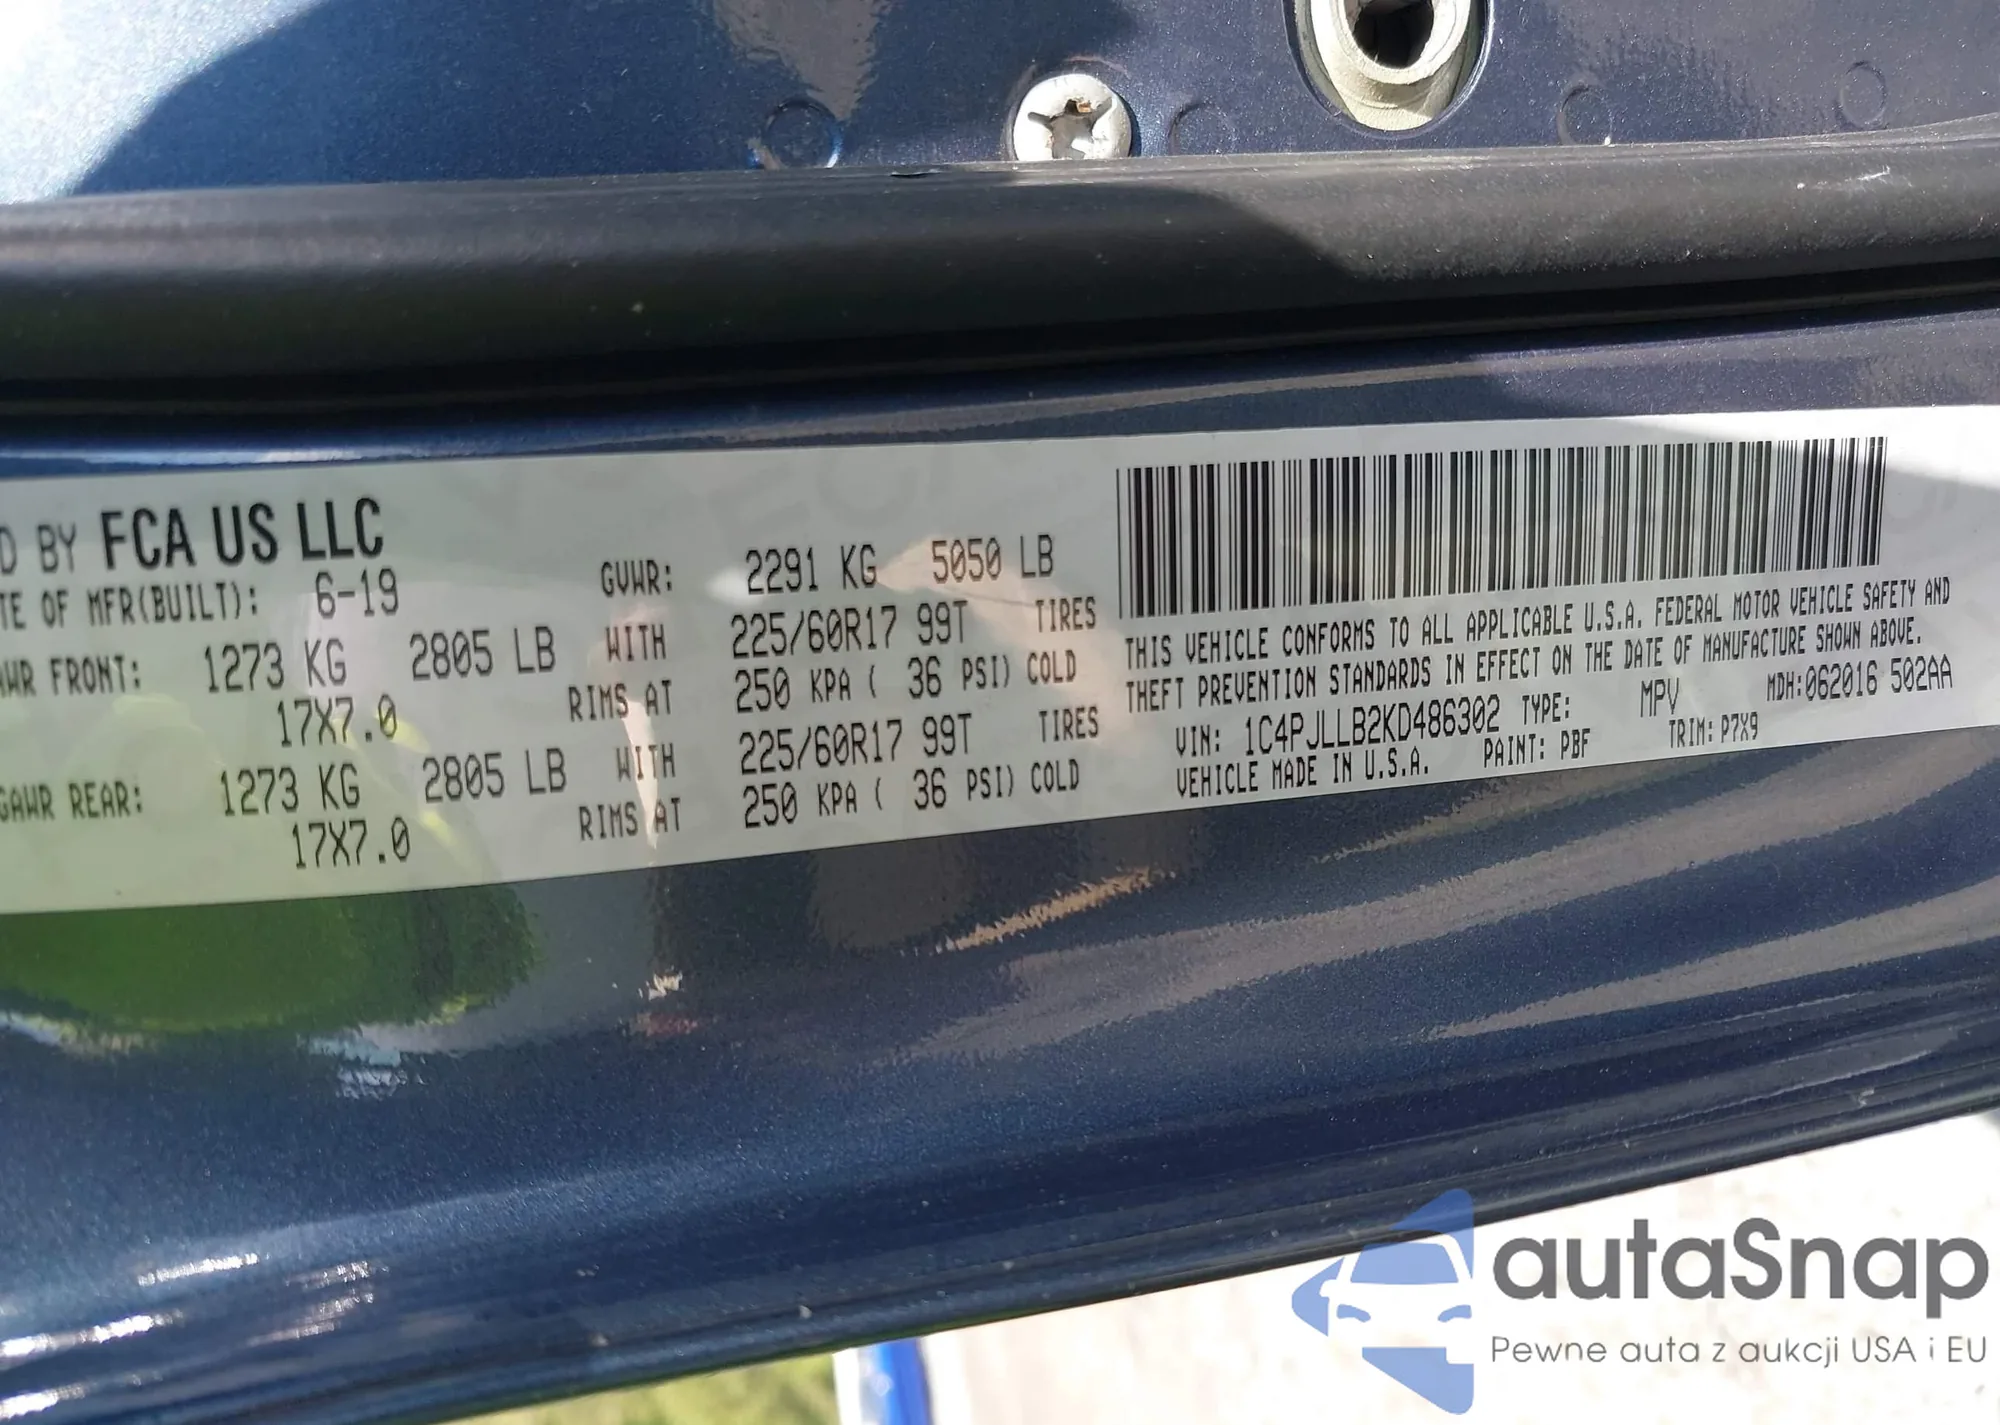 D BY FCA US LLC
TE OF MFR(BUILT): 6-19 GVWR: 2291 KG 5050 LB
AWR FRONT: 1273 KG 2805 LB WITH 225/60R17 99T TIRES
17X7.0 RIMS AT 250 KPA ( 36 PSI) COLD
GAWR REAR: 1273 KG 2805 LB WITH 225/60R17 99T TIRES
17X7.0 RIMS AT 250 KPA ( 36 PSI) COLD
THIS VEHICLE CONFORMS TO ALL APPLICABLE U.S.A. FEDERAL MOTOR VEHICLE SAFETY AND
THEFT PREVENTION STANDARDS IN EFFECT ON THE DATE OF MANUFACTURE SHOWN ABOVE.
VIN: 1C4PJLLB2KD486302 TYPE: MPV MDH:062016 502AA
VEHICLE MADE IN U.S.A. PAINT: PBF TRIM: P7X9
autaSnap
Pewne auta z aukcji USA i EU